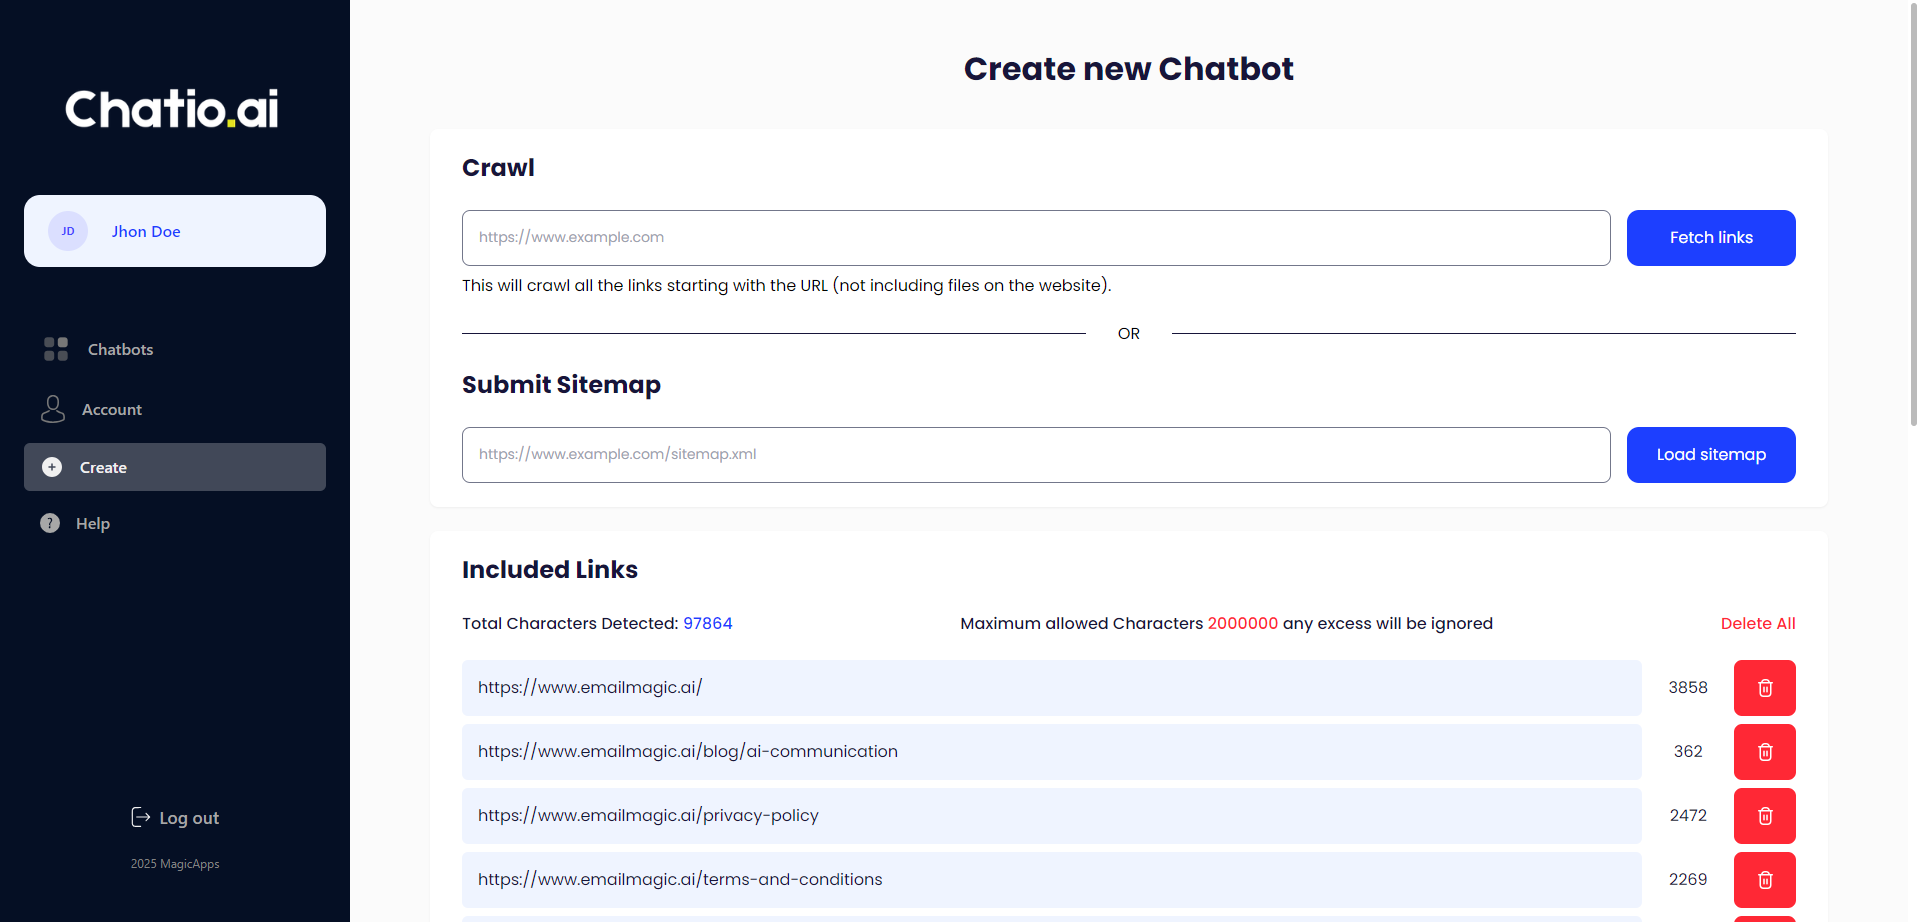 Chatio.ai
JD
Jhon Doe
Chatbots
Account
Create
Help
Log out
2025 MagicApps
Create new Chatbot
Crawl
https://www.example.com
Fetch links
This will crawl all the links starting with the URL (not including files on the website).
OR
Submit Sitemap
https://www.example.com/sitemap.xml
Load sitemap
Included Links
Total Characters Detected: 97864
Maximum allowed Characters 2000000 any excess will be ignored
Delete All
https://www.emailmagic.ai/
3858
https://www.emailmagic.ai/blog/ai-communication
362
https://www.emailmagic.ai/privacy-policy
2472
https://www.emailmagic.ai/terms-and-conditions
2269